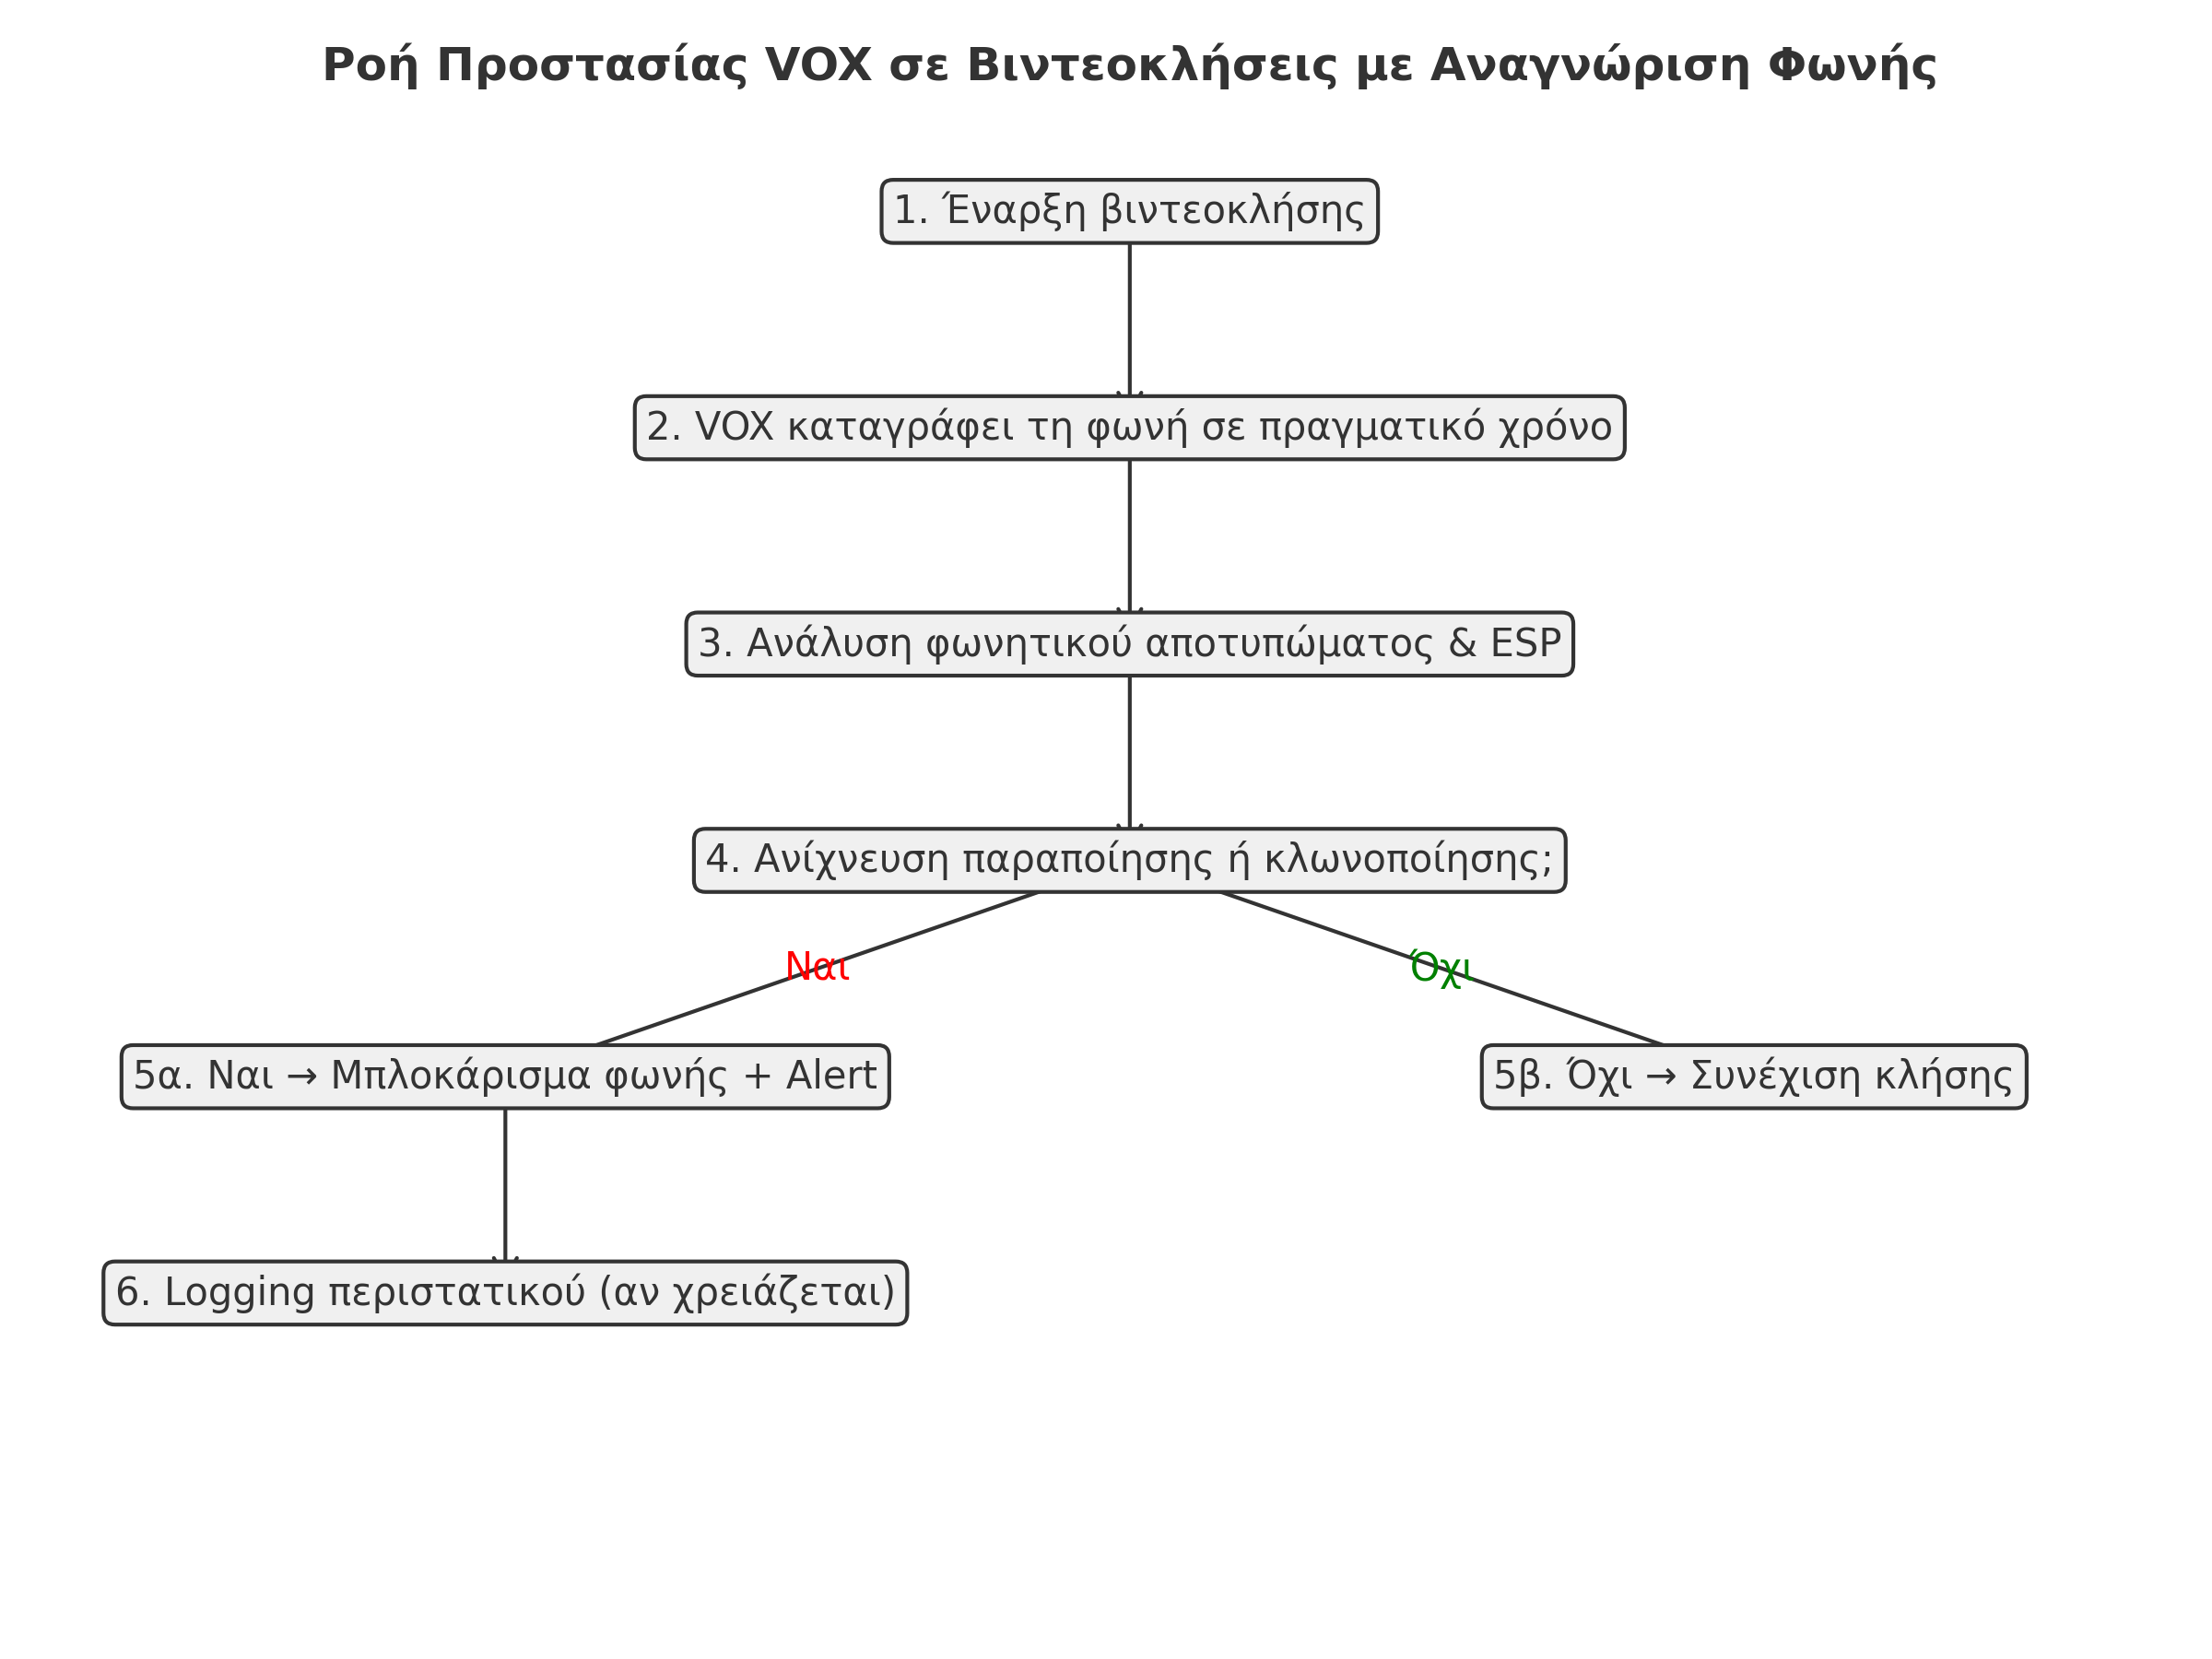 Ροή Προστασίας VOX σε Βιντεοκλήσεις με Αναγνώριση Φωνής
1. Έναρξη βιντεοκλήσης
2. VOX καταγράφει τη φωνή σε πραγματικό χρόνο
3. Ανάλυση φωνητικού αποτυπώματος & ESP
4. Ανίχνευση παραποίησης ή κλωνοποίησης;
Ναι
Όχι
5α. Ναι → Μπλοκάρισμα φωνής + Alert
5β. Όχι → Συνέχιση κλήσης
6. Logging περιστατικού (αν χρειάζεται)